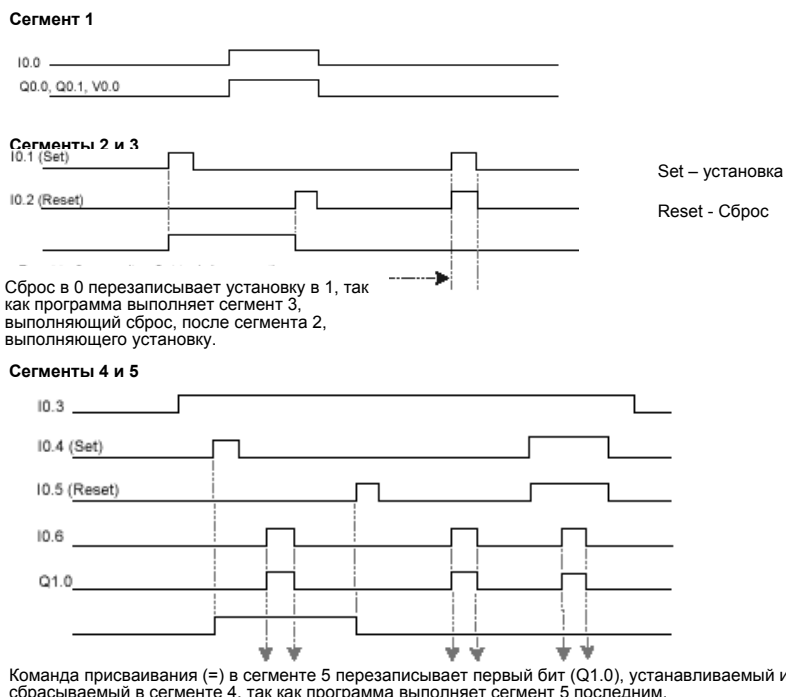 Сегмент 1
I0.0
Q0.0, Q0.1, V0.0
Сегменты 2 и 3
I0.1 (Set)
Set – установка
I0.2 (Reset)
Reset - Сброс
Сброс в 0 перезаписывает установку в 1, так
как программа выполняет сегмент 3,
выполняющий сброс, после сегмента 2,
выполняющего установку.
Сегменты 4 и 5
I0.3
I0.4 (Set)
I0.5 (Reset)
I0.6
Q1.0
Команда присваивания (=) в сегменте 5 перезаписывает первый бит (Q1.0), устанавливаемый и
сбрасываемый в сегменте 4, так как программа выполняет сегмент 5 последним.